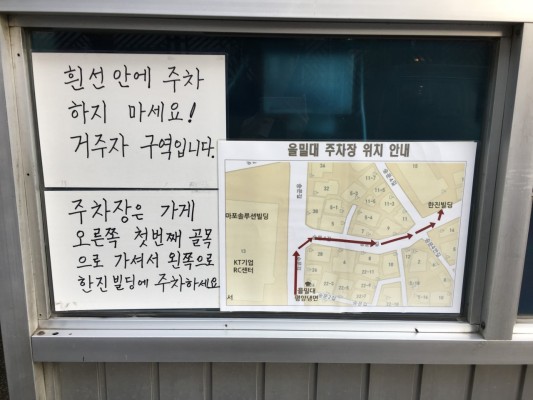 흰선 안에 주차
하지 마세요!
거주자 구역입니다.
주차장은 가게
오른쪽 첫번째 골목
으로 가셔서 왼쪽으로
한진빌딩에 주차하세요
을밀대 주차장 위치 안내
한진빌딩
마포솔루션빌딩
KT기업
RC센터
을밀대
평양냉면
서